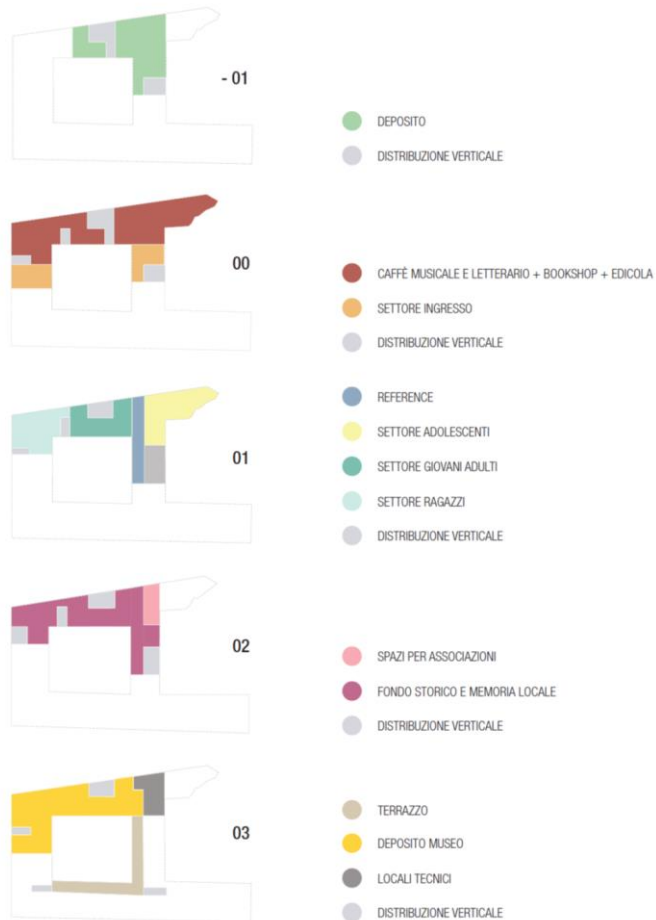 - 01
DEPOSITO
DISTRIBUZIONE VERTICALE
00
CAFFÈ MUSICALE E LETTERARIO + BOOKSHOP + EDICOLA
SETTORE INGRESSO
DISTRIBUZIONE VERTICALE
01
REFERENCE
SETTORE ADOLESCENTI
SETTORE GIOVANI ADULTI
SETTORE RAGAZZI
DISTRIBUZIONE VERTICALE
02
SPAZI PER ASSOCIAZIONI
FONDO STORICO E MEMORIA LOCALE
DISTRIBUZIONE VERTICALE
03
TERRAZZO
DEPOSITO MUSEO
LOCALI TECNICI
DISTRIBUZIONE VERTICALE